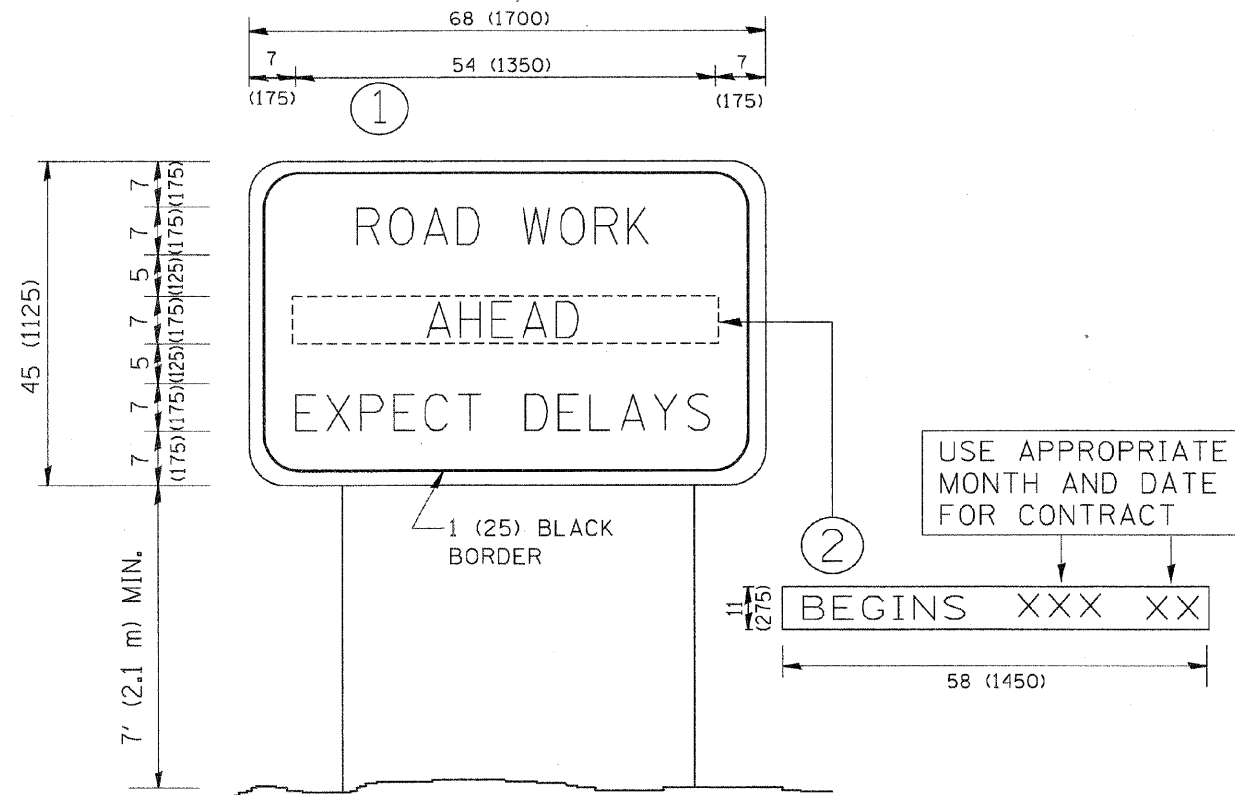 68 (1700)
7
54 (1350)
7
(175)
(175)
1
45 (1125)
7
(175)
7
(175)
5
(125)
7
(175)
5
(125)
7
(175)
7
(175)
ROAD WORK
AHEAD
EXPECT DELAYS
1 (25) BLACK
BORDER
7' (2.1 m) MIN.
USE APPROPRIATE
MONTH AND DATE
FOR CONTRACT
2
11
(275)
BEGINS XXX XX
58 (1450)